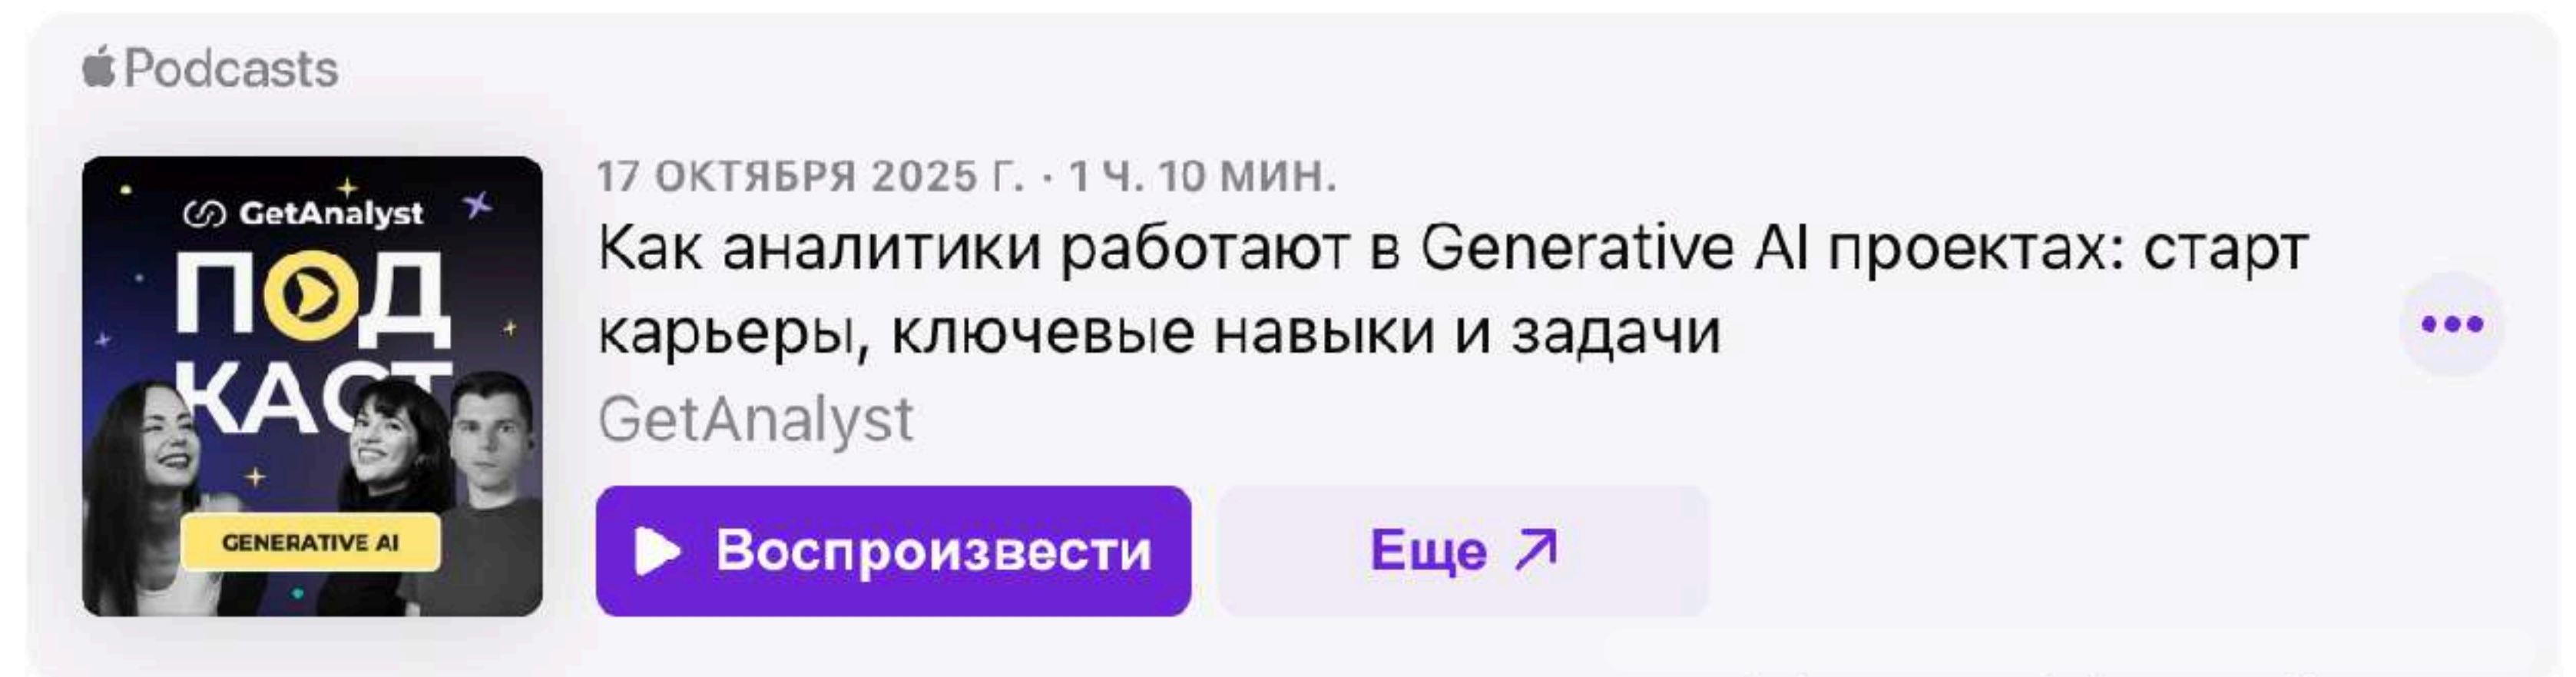 Podcasts
GetAnalyst
ПОД
КАСТ
GENERATIVE AI
17 ОКТЯБРЯ 2025 Г. · 1 Ч. 10 МИН.
Как аналитики работают в Generative AI проектах: старт
карьеры, ключевые навыки и задачи
GetAnalyst
Воспроизвести
Еще ↗